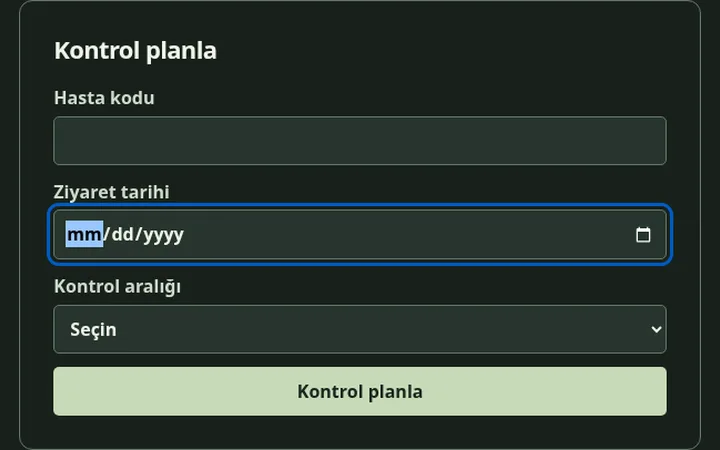 Kontrol planla
Hasta kodu
Ziyaret tarihi
mm/dd/yyyy
Kontrol aralığı
Seçin
Kontrol planla